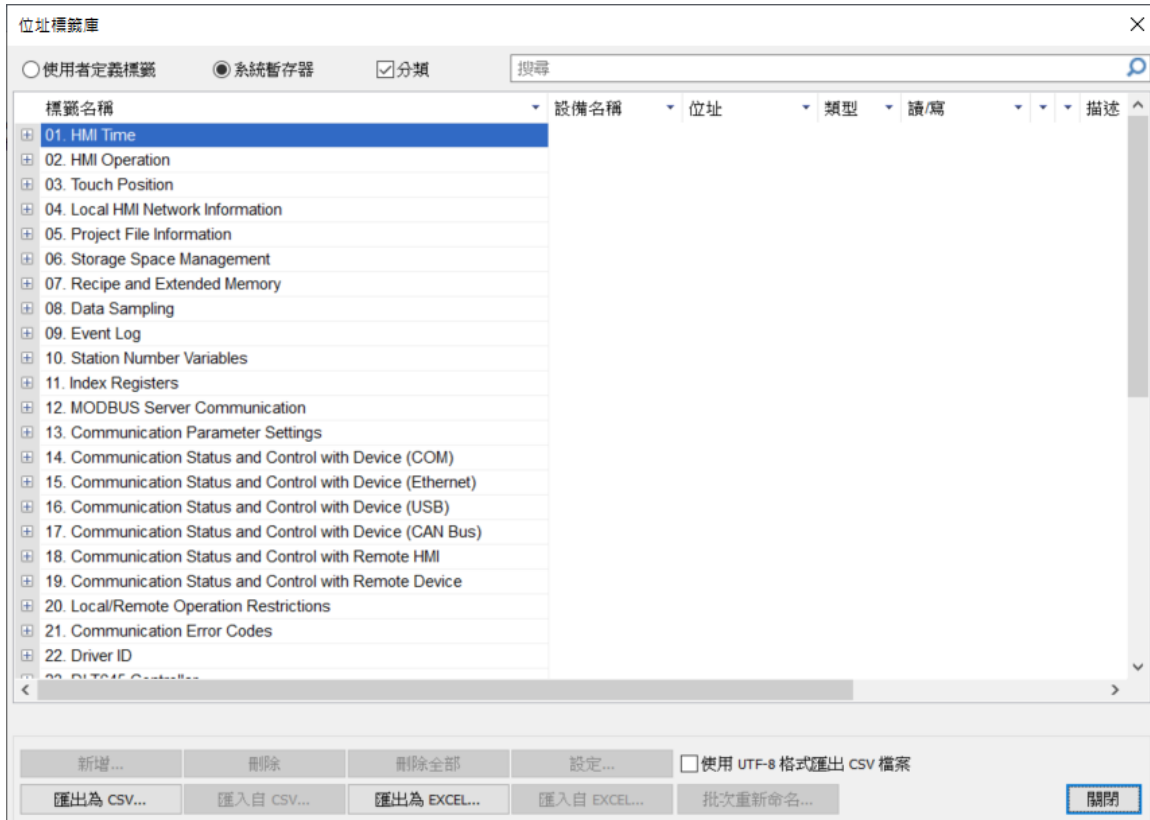 位址標籤庫
使用者定義標籤 系統暫存器 分類 搜尋
標籤名稱 設備名稱 位址 類型 讀/寫 描述
01. HMI Time
02. HMI Operation
03. Touch Position
04. Local HMI Network Information
05. Project File Information
06. Storage Space Management
07. Recipe and Extended Memory
08. Data Sampling
09. Event Log
10. Station Number Variables
11. Index Registers
12. MODBUS Server Communication
13. Communication Parameter Settings
14. Communication Status and Control with Device (COM)
15. Communication Status and Control with Device (Ethernet)
16. Communication Status and Control with Device (USB)
17. Communication Status and Control with Device (CAN Bus)
18. Communication Status and Control with Remote HMI
19. Communication Status and Control with Remote Device
20. Local/Remote Operation Restrictions
21. Communication Error Codes
22. Driver ID
新增... 刪除 刪除全部 設定... 使用 UTF-8 格式匯出 CSV 檔案
匯出為 CSV... 匯入自 CSV... 匯出為 EXCEL... 匯入自 EXCEL... 批次重新命名... 關閉